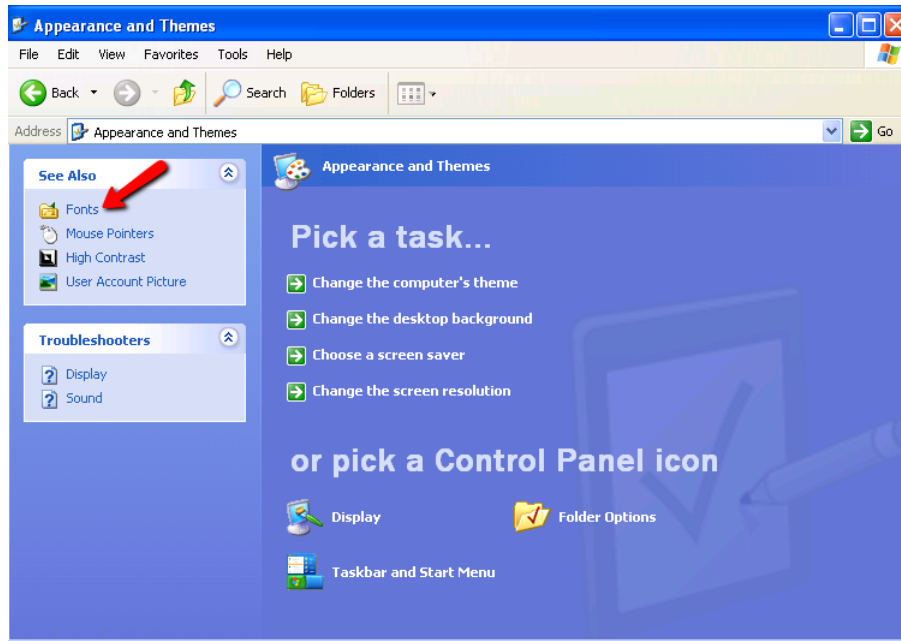 Appearance and Themes
File Edit View Favorites Tools Help
Back Search Folders
Address Appearance and Themes Go
See Also
Fonts
Mouse Pointers
High Contrast
User Account Picture
Troubleshooters
Display
Sound
Appearance and Themes
Pick a task...
Change the computer's theme
Change the desktop background
Choose a screen saver
Change the screen resolution
or pick a Control Panel icon
Display Folder Options
Taskbar and Start Menu